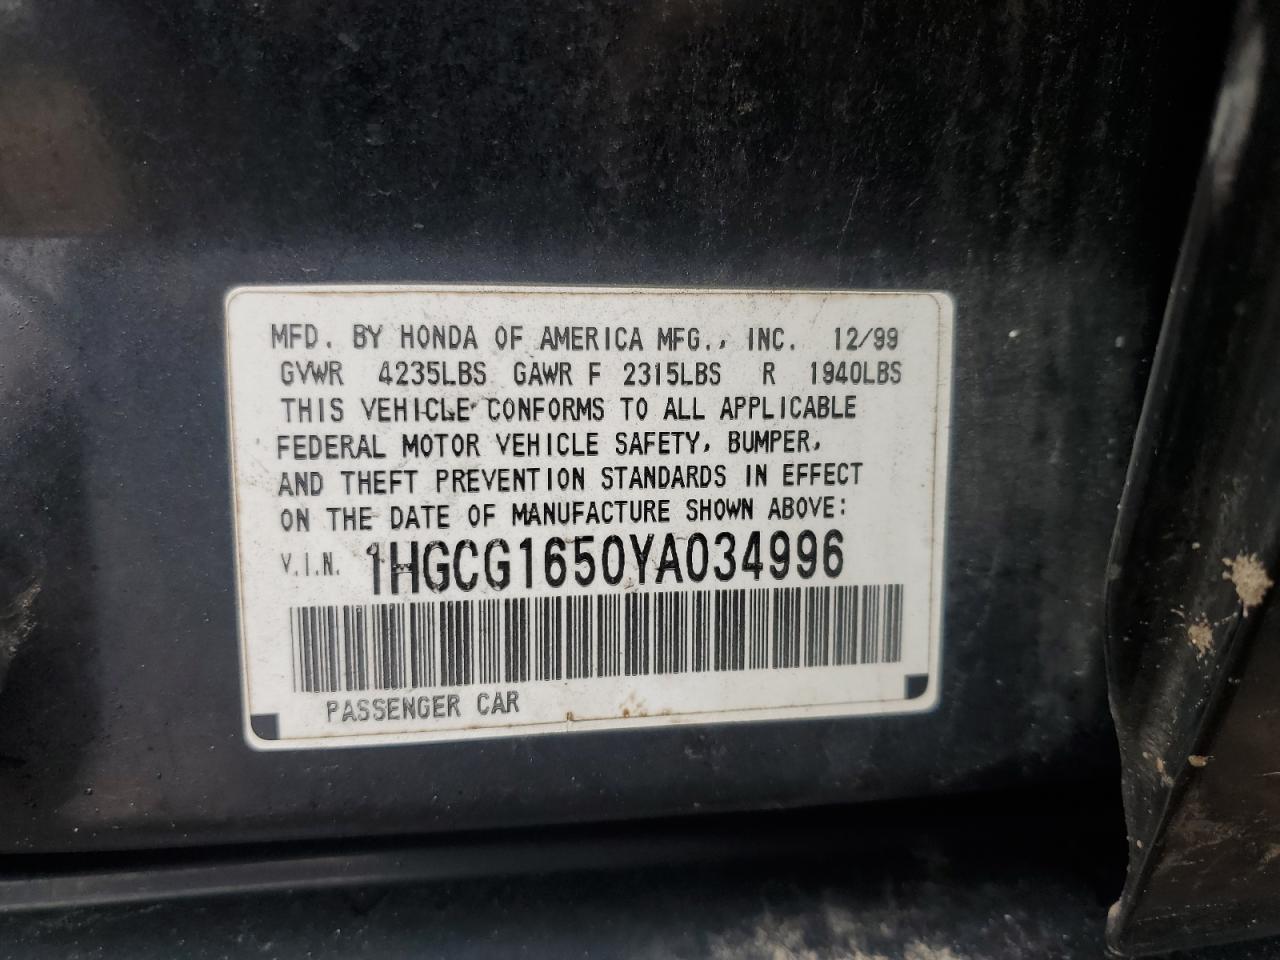 MFD. BY HONDA OF AMERICA MFG., INC. 12/99
GVWR 4235LBS GAWR F 2315LBS R 1940LBS
THIS VEHICLE CONFORMS TO ALL APPLICABLE
FEDERAL MOTOR VEHICLE SAFETY, BUMPER,
AND THEFT PREVENTION STANDARDS IN EFFECT
ON THE DATE OF MANUFACTURE SHOWN ABOVE:
V.I.N. 1HGCG1650YA034996
PASSENGER CAR